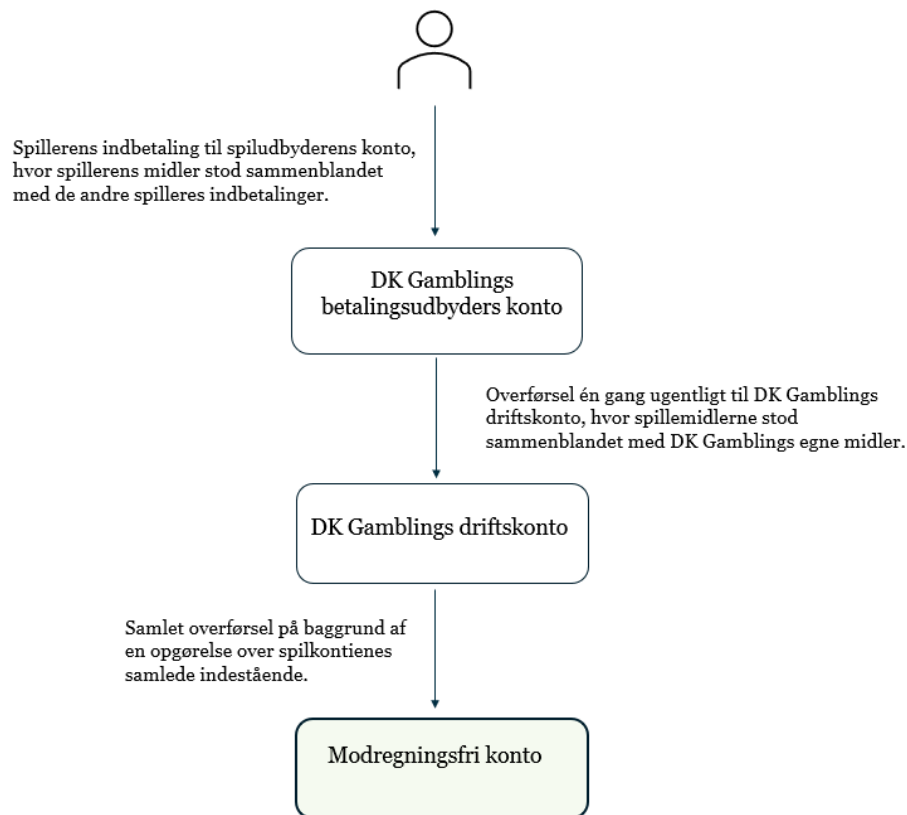 Spillerens indbetaling til spiludbyderens konto,
hvor spillerens midler stod sammenblandet
med de andre spilleres indbetalinger.
DK Gamblings
betalingsudbyders konto
Overførsel én gang ugentligt til DK Gamblings
driftskonto, hvor spillemidlerne stod
sammenblandet med DK Gamblings egne midler.
DK Gamblings driftskonto
Samlet overførsel på baggrund af
en opgørelse over spilkontienes
samlede indestående.
Modregningsfri konto